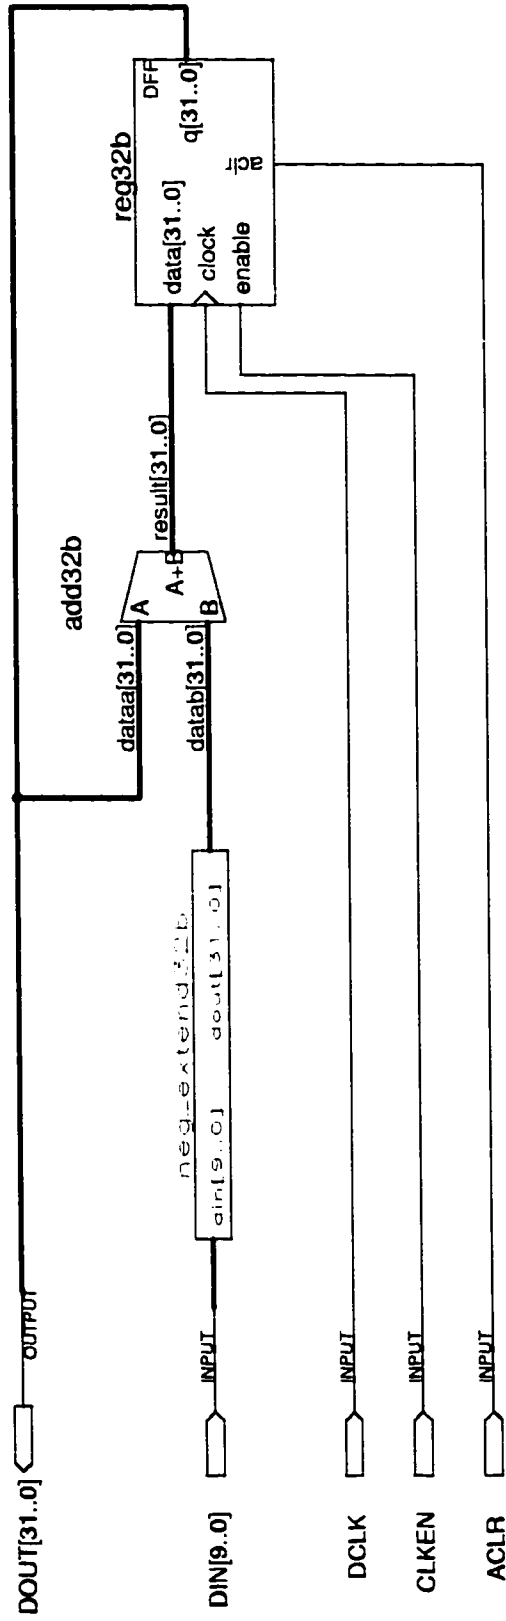 DOUT[31..0]
OUTPUT
DIN[9..0]
INPUT
DCLK
INPUT
CLKEN
INPUT
ACLR
INPUT
neg_extend32b
din[9..0]
dout[31..0]
add32b
dataa[31..0]
A
datab[31..0]
B
A+B
result[31..0]
reg32b
DFF
data[31..0]
q[31..0]
clock
enable
aclr